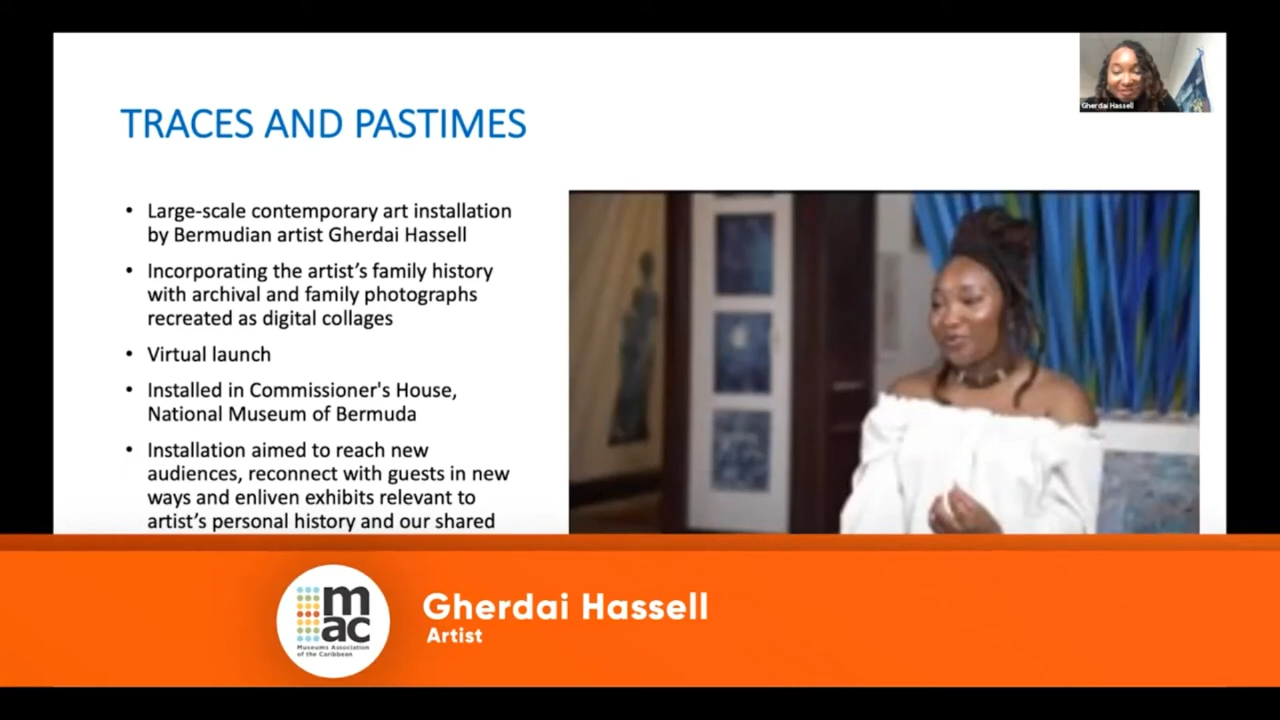 Gherdai Hassell
TRACES AND PASTIMES
• Large-scale contemporary art installation
by Bermudian artist Gherdai Hassell
• Incorporating the artist’s family history
with archival and family photographs
recreated as digital collages
• Virtual launch
• Installed in Commissioner's House,
National Museum of Bermuda
• Installation aimed to reach new
audiences, reconnect with guests in new
ways and enliven exhibits relevant to
artist’s personal history and our shared
mac
Museums Association
of the Caribbean
Gherdai Hassell
Artist